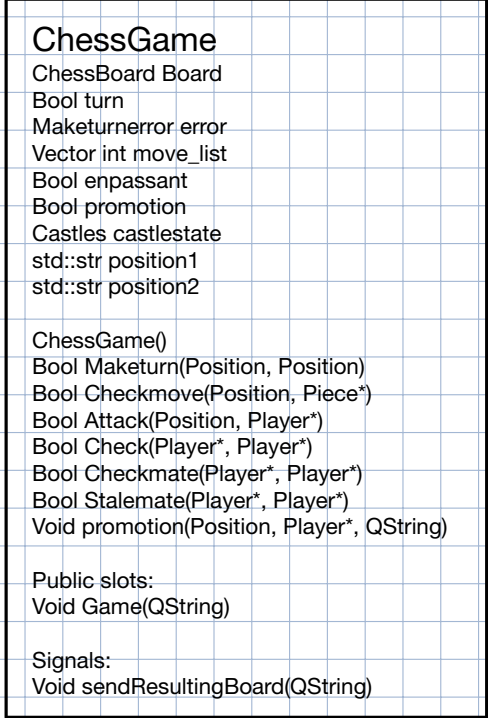 ChessGame
ChessBoard Board
Bool turn
Maketurnerror error
Vector int move_list
Bool enpassant
Bool promotion
Castles castlestate
std::str position1
std::str position2

ChessGame()
Bool Maketurn(Position, Position)
Bool Checkmove(Position, Piece*)
Bool Attack(Position, Player*)
Bool Check(Player*, Player*)
Bool Checkmate(Player*, Player*)
Bool Stalemate(Player*, Player*)
Void promotion(Position, Player*, QString)

Public slots:
Void Game(QString)

Signals:
Void sendResultingBoard(QString)